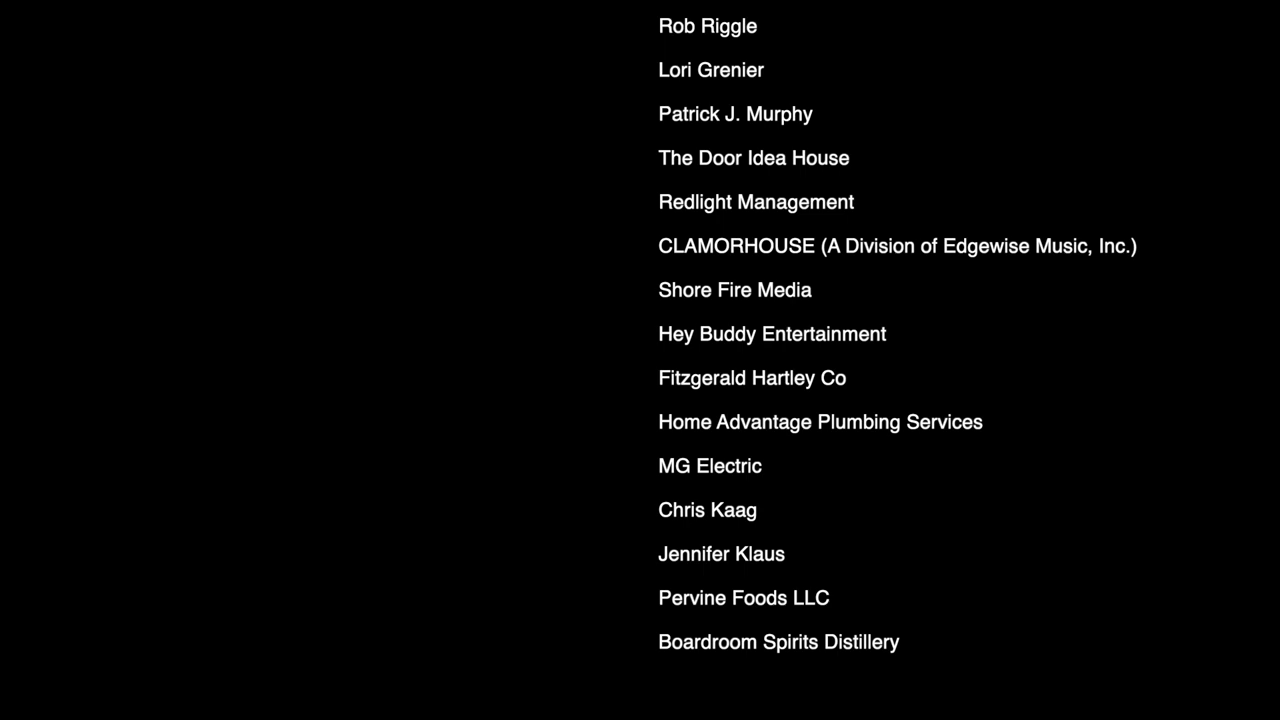 Rob Riggle
Lori Grenier
Patrick J. Murphy
The Door Idea House
Redlight Management
CLAMORHOUSE (A Division of Edgewise Music, Inc.)
Shore Fire Media
Hey Buddy Entertainment
Fitzgerald Hartley Co
Home Advantage Plumbing Services
MG Electric
Chris Kaag
Jennifer Klaus
Pervine Foods LLC
Boardroom Spirits Distillery